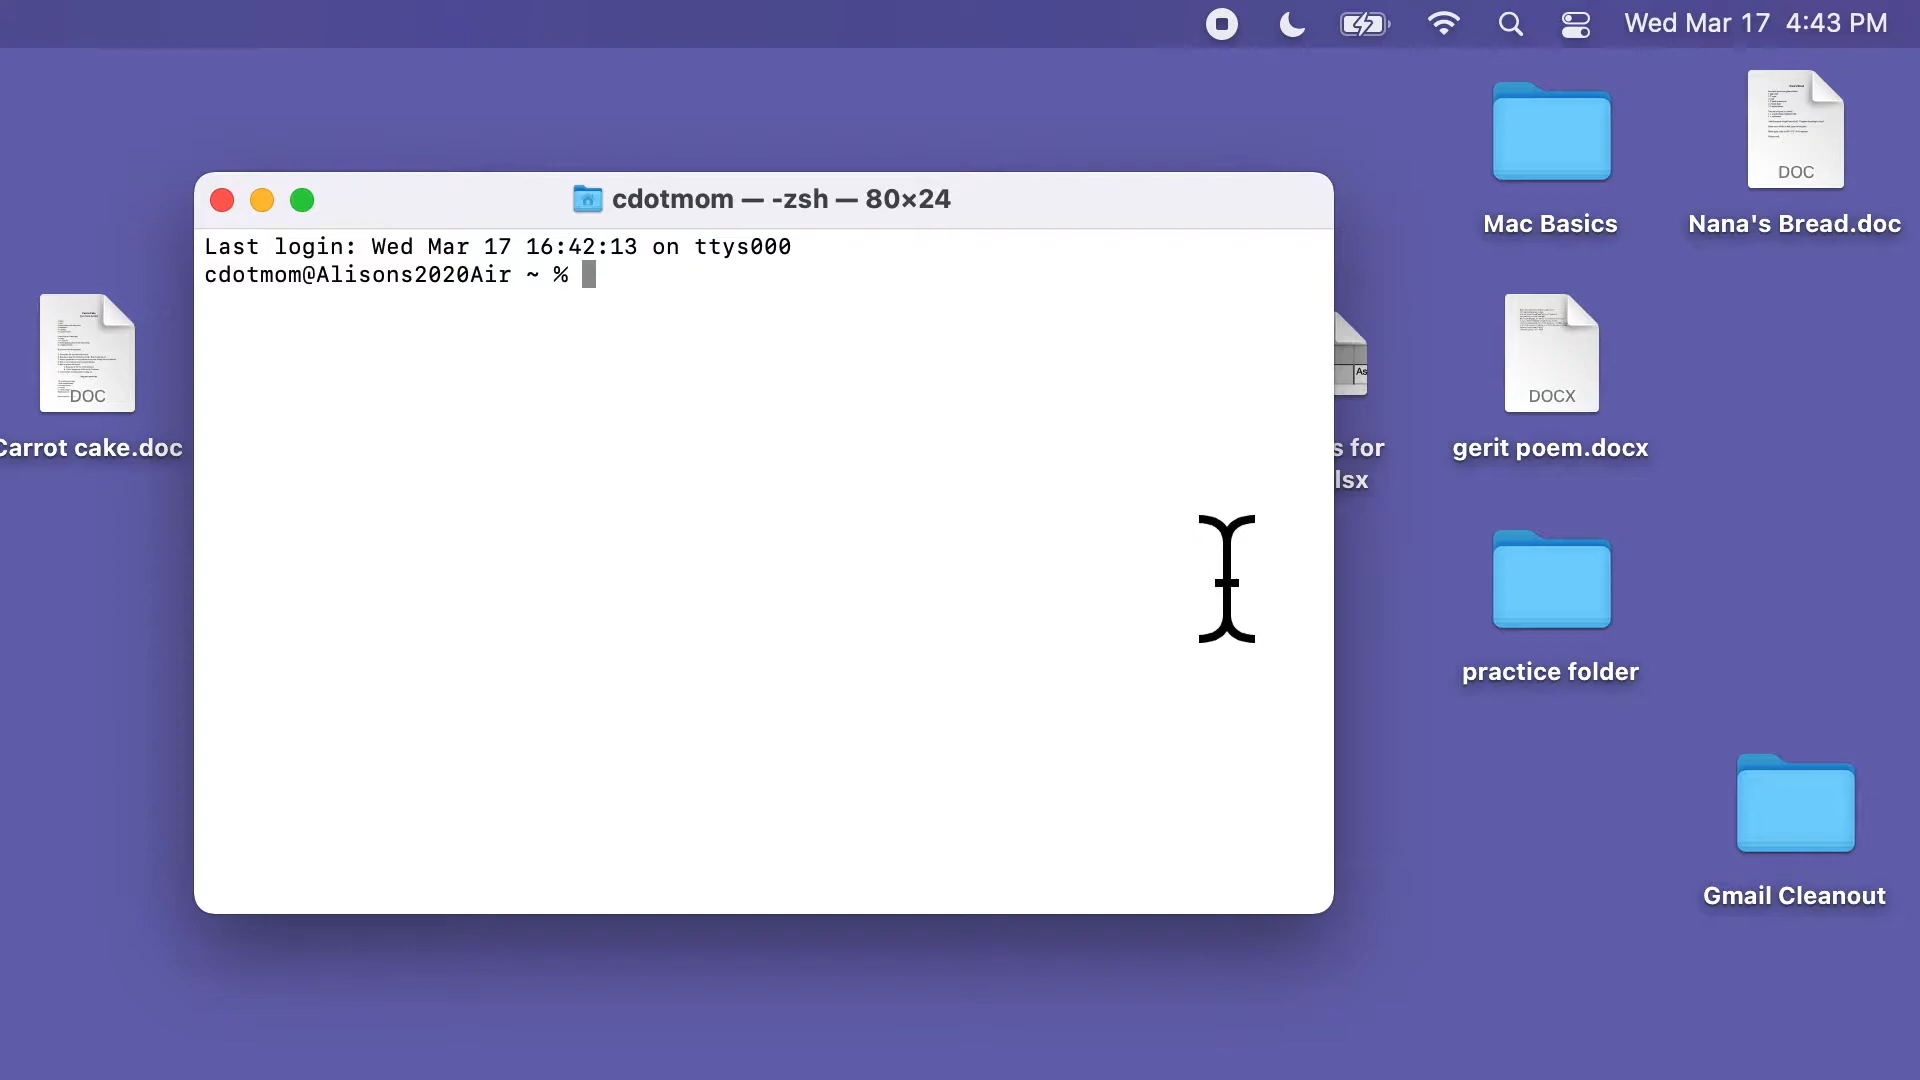 Wed Mar 17 4:43 PM
cdotmom — -zsh — 80×24
Last login: Wed Mar 17 16:42:13 on ttys000
cdotmom@Alisons2020Air ~ %
Mac Basics
DOC
Nana's Bread.doc
DOC
Carrot cake.doc
As
s for
lsx
DOCX
gerit poem.docx
practice folder
Gmail Cleanout